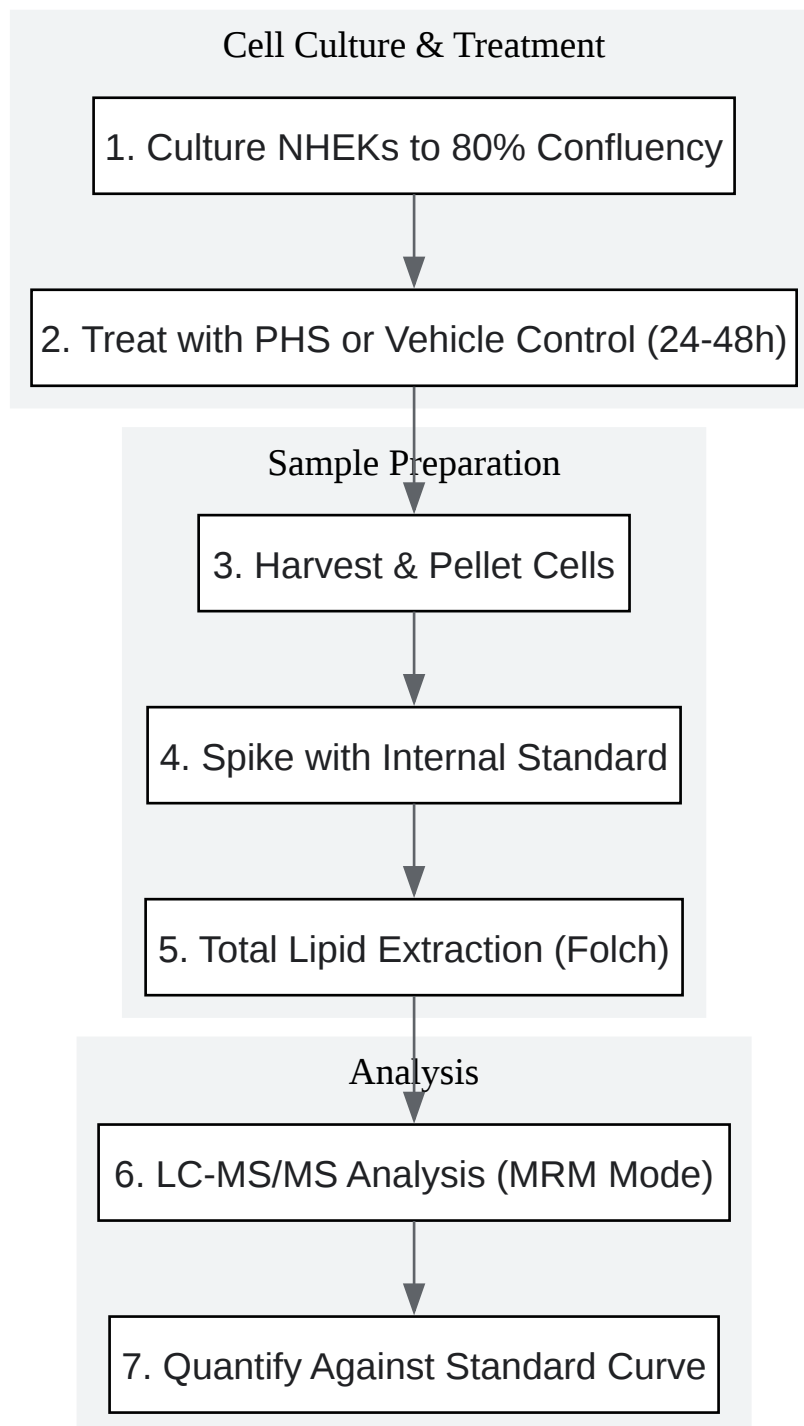 Cell Culture & Treatment
1. Culture NHEKs to 80% Confluency
2. Treat with PHS or Vehicle Control (24-48h)
Sample Preparation
3. Harvest & Pellet Cells
4. Spike with Internal Standard
5. Total Lipid Extraction (Folch)
Analysis
6. LC-MS/MS Analysis (MRM Mode)
7. Quantify Against Standard Curve